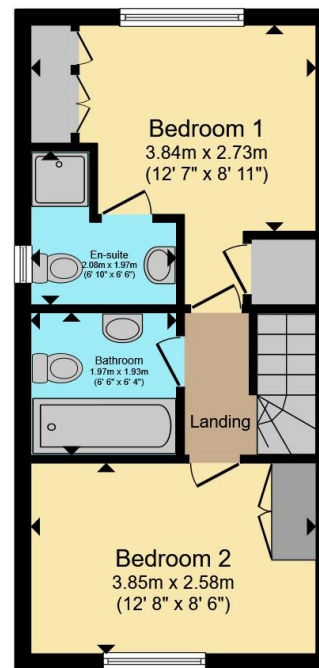 Bedroom 1
3.84m x 2.73m
(12' 7" x 8' 11")
En-suite
2.08m x 1.97m
(6' 10" x 6' 6")
Bathroom
1.97m x 1.93m
(6' 6" x 6' 4")
Landing
Bedroom 2
3.85m x 2.58m
(12' 8" x 8' 6")